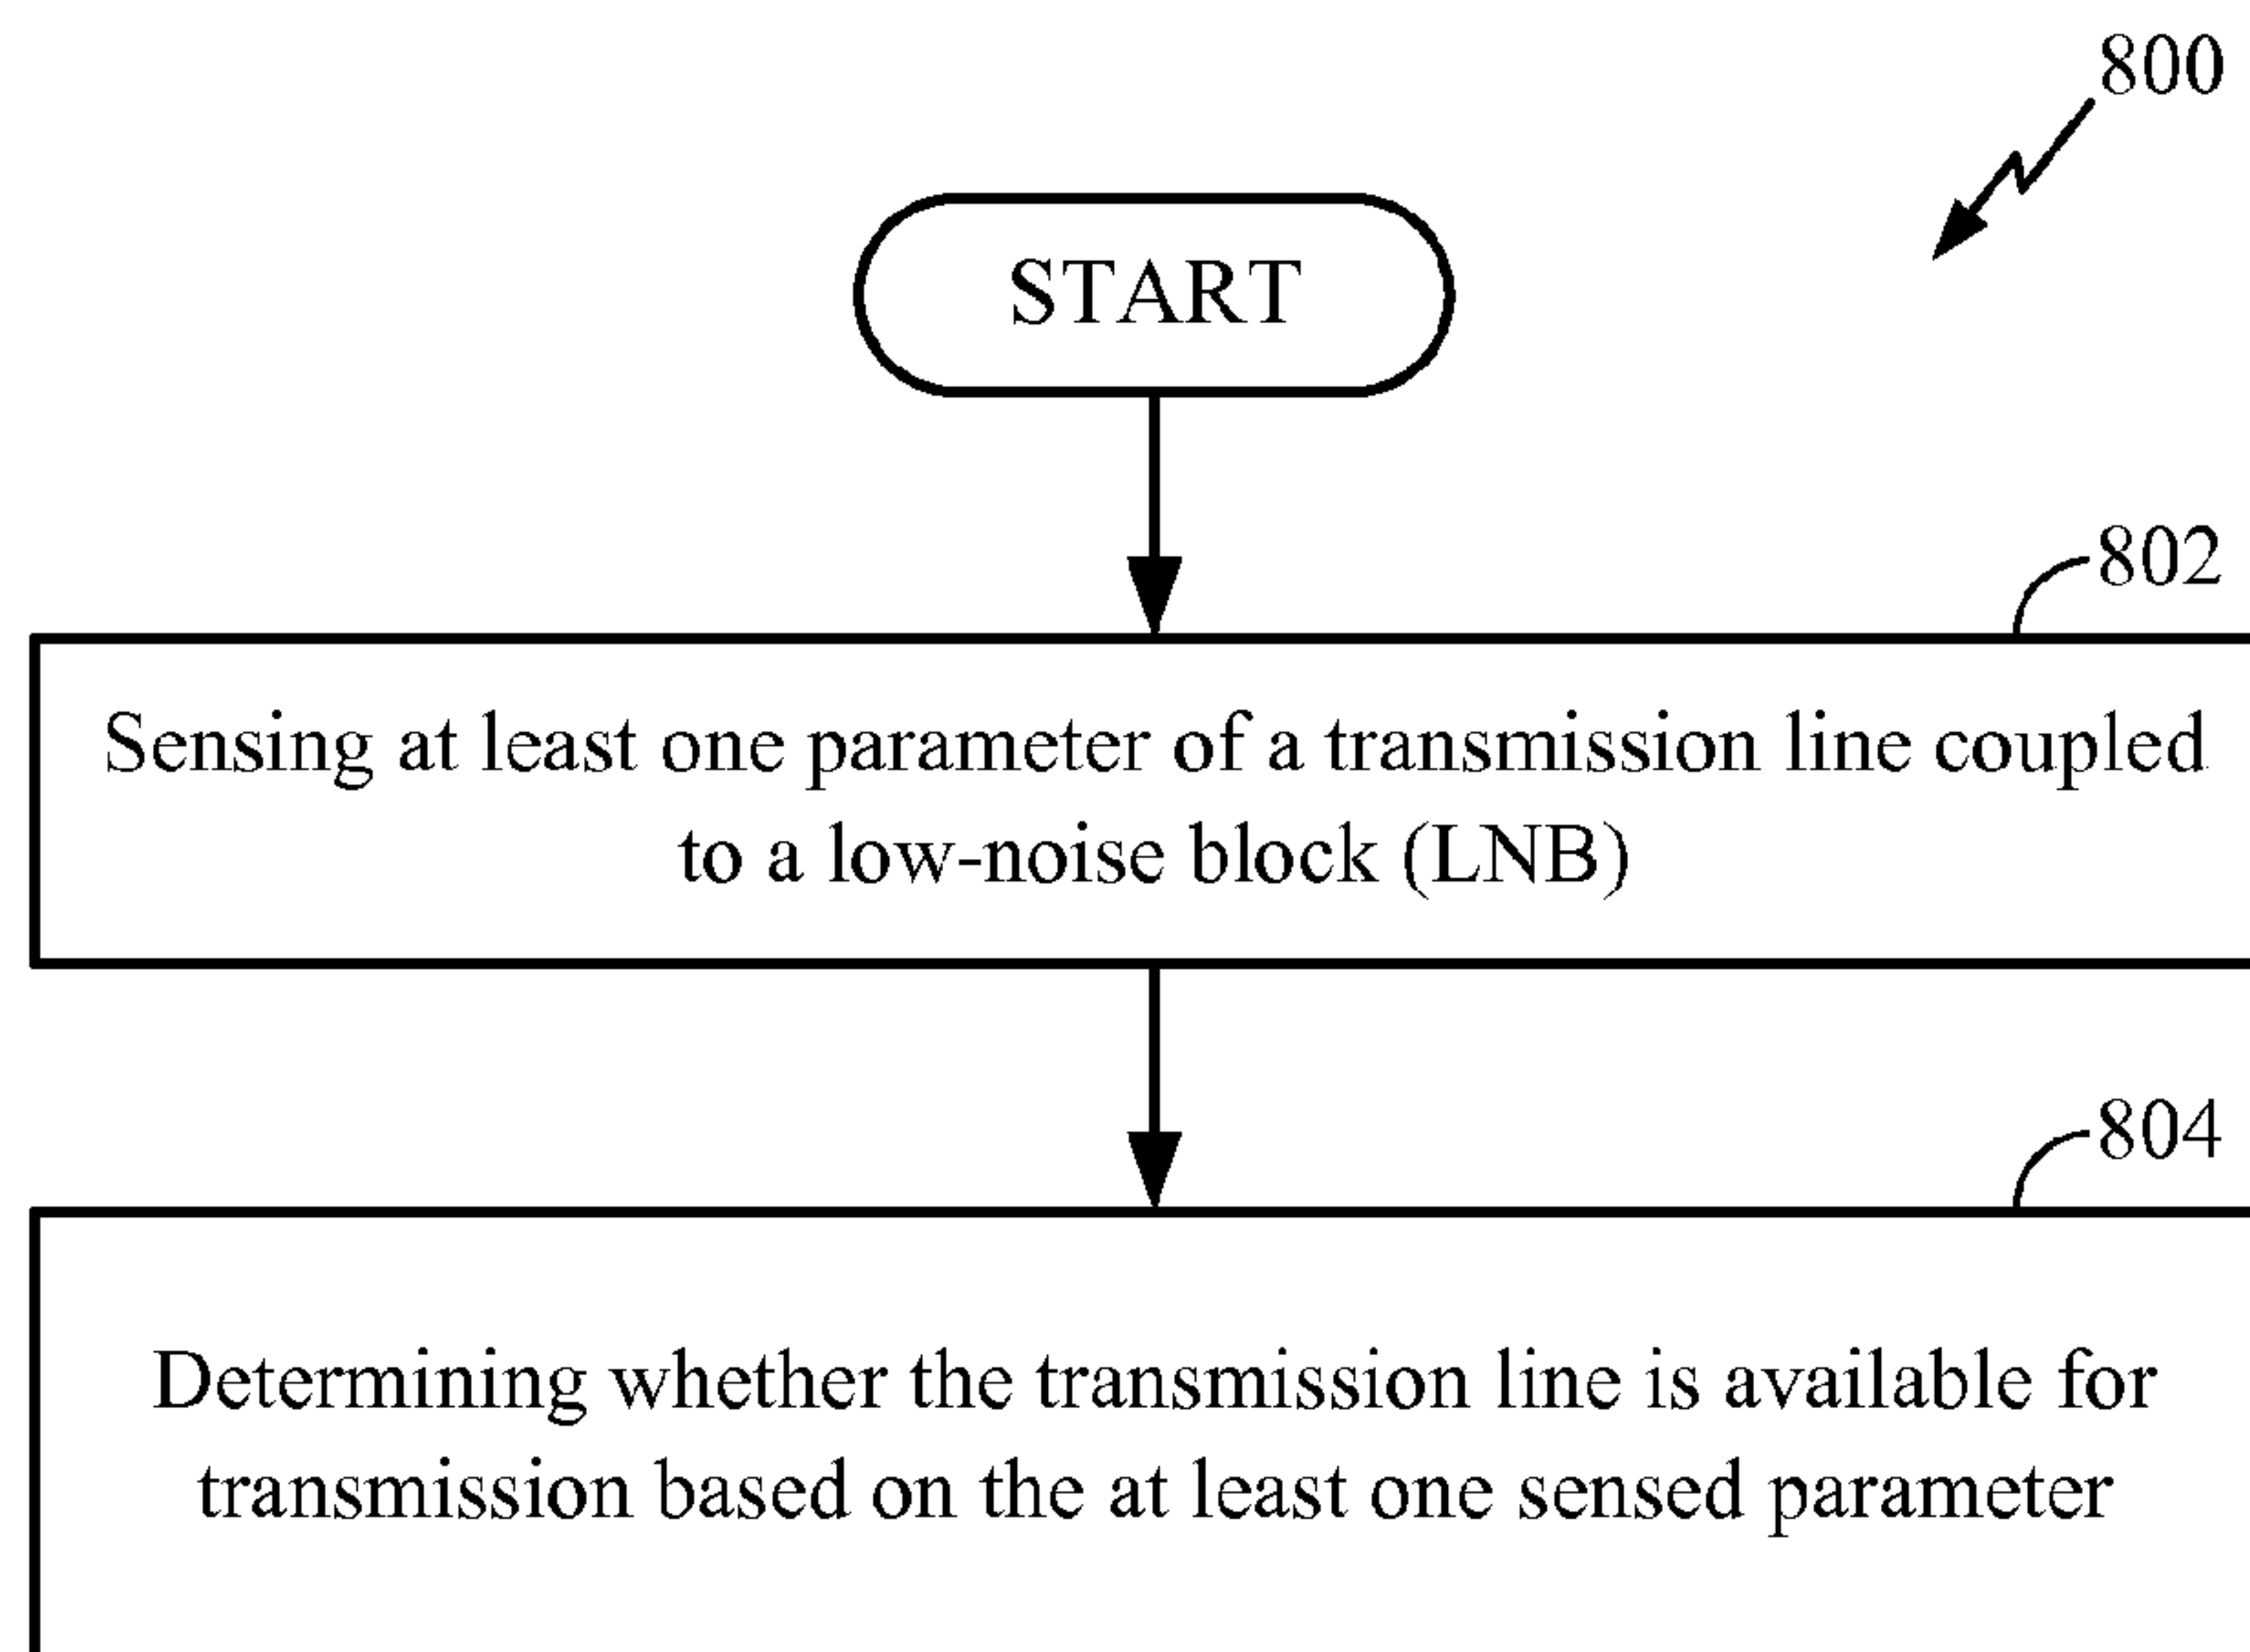 800
START
802
Sensing at least one parameter of a transmission line coupled
to a low-noise block (LNB)
804
Determining whether the transmission line is available for
transmission based on the at least one sensed parameter